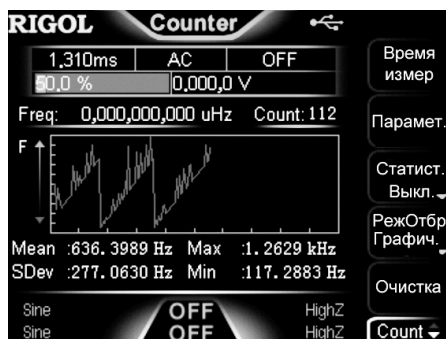 RIGOL Counter
1,310ms AC OFF
50.0 % 0,000,0 V
Freq: 0,000,000,000 uHz Count: 112
F
Mean :636.3989 Hz Max :1.2629 kHz
SDev :277.0630 Hz Min :117.2883 Hz
Sine OFF HighZ
Sine OFF HighZ
Время
измер
Парамет.
Статист.
Выкл.
РежОтбр
Графич.
Очистка
Count